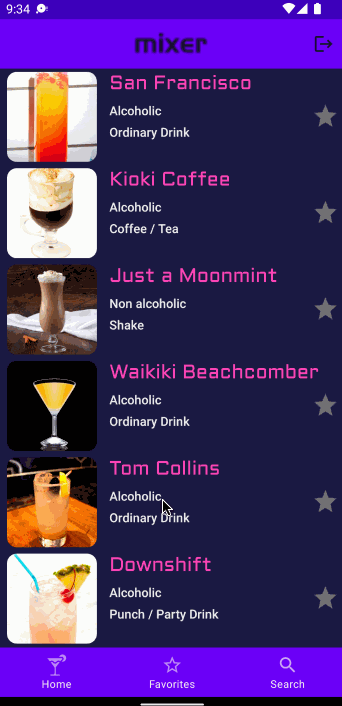 9:34
mixer
San Francisco
Alcoholic
Ordinary Drink
Kioki Coffee
Alcoholic
Coffee / Tea
Just a Moonmint
Non alcoholic
Shake
Waikiki Beachcomber
Alcoholic
Ordinary Drink
Tom Collins
Alcoholic
Ordinary Drink
Downshift
Alcoholic
Punch / Party Drink
Home
Favorites
Search